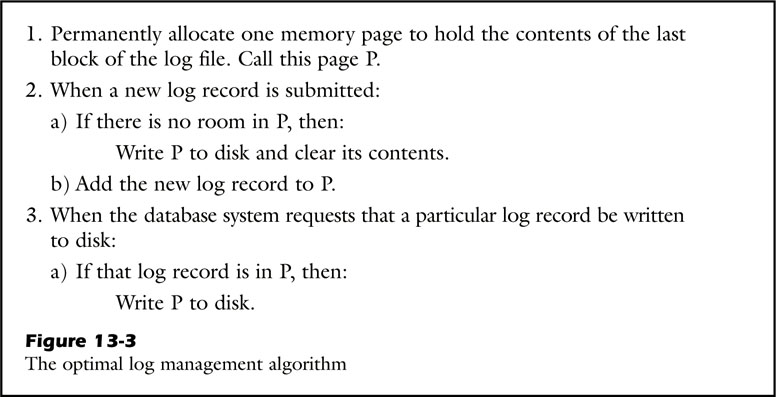 1. Permanently allocate one memory page to hold the contents of the last
block of the log file. Call this page P.
2. When a new log record is submitted:
a) If there is no room in P, then:
Write P to disk and clear its contents.
b) Add the new log record to P.
3. When the database system requests that a particular log record be written
to disk:
a) If that log record is in P, then:
Write P to disk.
Figure 13-3
The optimal log management algorithm